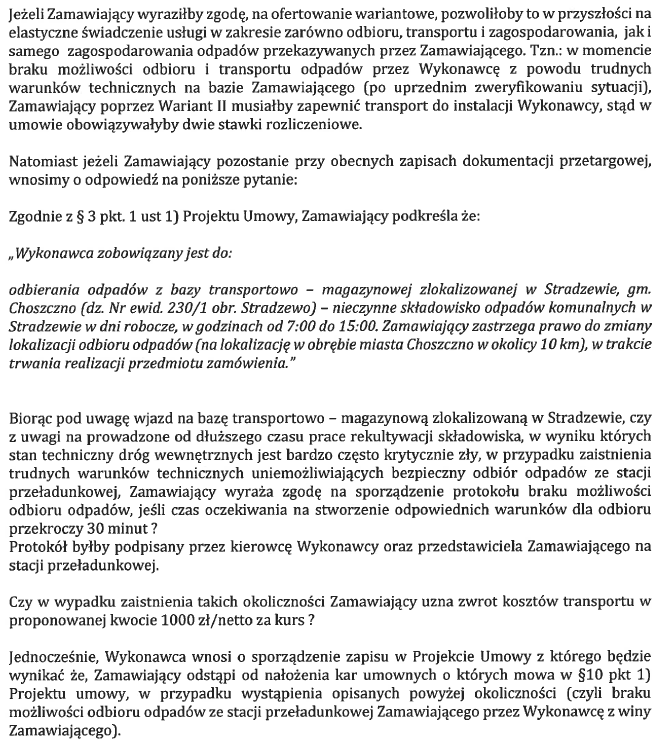 Jeżeli Zamawiający wyraziłby zgodę, na ofertowanie wariantowe, pozwoliłoby to w przyszłości na
elastyczne świadczenie usługi w zakresie zarówno odbioru, transportu i zagospodarowania, jak i
samego zagospodarowania odpadów przekazywanych przez Zamawiającego. Tzn.: w momencie
braku możliwości odbioru i transportu odpadów przez Wykonawcę z powodu trudnych
warunków technicznych na bazie Zamawiającego (po uprzednim zweryfikowaniu sytuacji),
Zamawiający poprzez Wariant II musiałby zapewnić transport do instalacji Wykonawcy, stąd w
umowie obowiązywałyby dwie stawki rozliczeniowe.
Natomiast jeżeli Zamawiający pozostanie przy obecnych zapisach dokumentacji przetargowej,
wnosimy o odpowiedź na poniższe pytanie:
Zgodnie z § 3 pkt. 1 ust 1) Projektu Umowy, Zamawiający podkreśla że:
„Wykonawca zobowiązany jest do:
odbierania odpadów z bazy transportowo – magazynowej zlokalizowanej w Stradzewie, gm.
Choszczno (dz. Nr ewid. 230/1 obr. Stradzewo) – nieczynne składowisko odpadów komunalnych w
Stradzewie w dni robocze, w godzinach od 7:00 do 15:00. Zamawiający zastrzega prawo do zmiany
lokalizacji odbioru odpadów (na lokalizację w obrębie miasta Choszczno w okolicy 10 km), w trakcie
trwania realizacji przedmiotu zamówienia."
Biorąc pod uwagę wjazd na bazę transportowo – magazynową zlokalizowaną w Stradzewie, czy
z uwagi na prowadzone od dłuższego czasu prace rekultywacji składowiska, w wyniku których
stan techniczny dróg wewnętrznych jest bardzo często krytycznie zły, w przypadku zaistnienia
trudnych warunków technicznych uniemożliwiających bezpieczny odbiór odpadów ze stacji
przeładunkowej, Zamawiający wyraża zgodę na sporządzenie protokołu braku możliwości
odbioru odpadów, jeśli czas oczekiwania na stworzenie odpowiednich warunków dla odbioru
przekroczy 30 minut ?
Protokół byłby podpisany przez kierowcę Wykonawcy oraz przedstawiciela Zamawiającego na
stacji przeładunkowej.
Czy w wypadku zaistnienia takich okoliczności Zamawiający uzna zwrot kosztów transportu w
proponowanej kwocie 1000 zł/netto za kurs ?
Jednocześnie, Wykonawca wnosi o sporządzenie zapisu w Projekcie Umowy z którego będzie
wynikać że, Zamawiający odstąpi od nałożenia kar umownych o których mowa w §10 pkt 1)
Projektu umowy, w przypadku wystąpienia opisanych powyżej okoliczności (czyli braku
możliwości odbioru odpadów ze stacji przeładunkowej Zamawiającego przez Wykonawcę z winy
Zamawiającego).